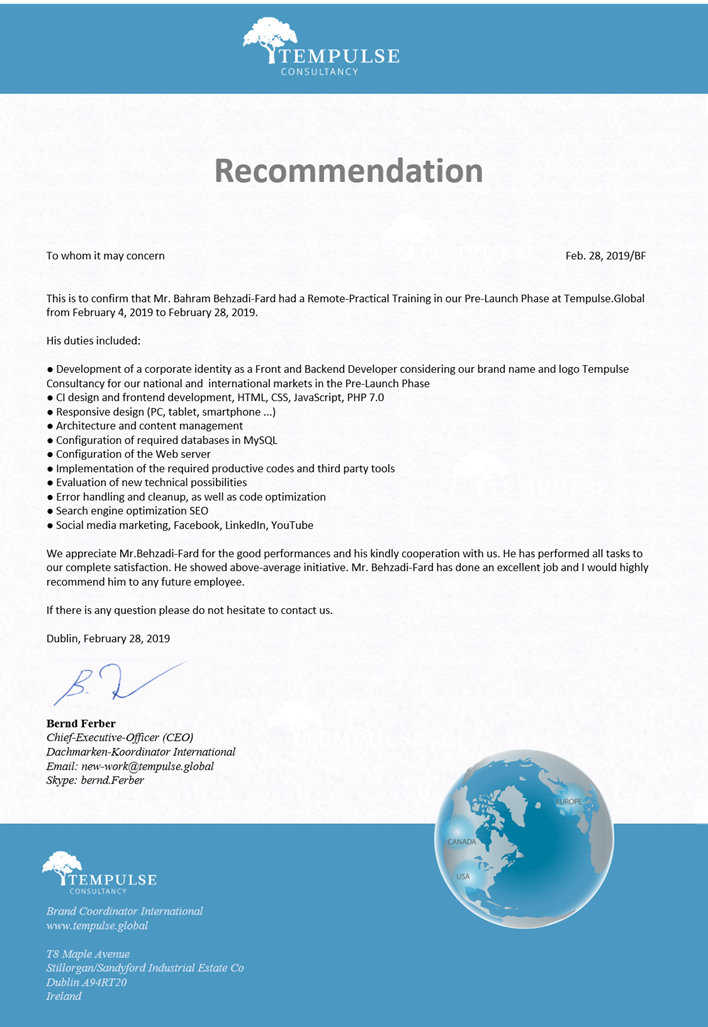 TEMPULSE
CONSULTANCY
Recommendation
To whom it may concern
Feb. 28, 2019/BF
This is to confirm that Mr. Bahram Behzadi-Fard had a Remote-Practical Training in our Pre-Launch Phase at Tempulse.Global
from February 4, 2019 to February 28, 2019.
His duties included:
● Development of a corporate identity as a Front and Backend Developer considering our brand name and logo Tempulse
Consultancy for our national and international markets in the Pre-Launch Phase
● CI design and frontend development, HTML, CSS, JavaScript, PHP 7.0
● Responsive design (PC, tablet, smartphone ...)
● Architecture and content management
● Configuration of required databases in MySQL
● Configuration of the Web server
● Implementation of the required productive codes and third party tools
● Evaluation of new technical possibilities
● Error handling and cleanup, as well as code optimization
● Search engine optimization SEO
● Social media marketing, Facebook, LinkedIn, YouTube
We appreciate Mr.Behzadi-Fard for the good performances and his kindly cooperation with us. He has performed all tasks to
our complete satisfaction. He showed above-average initiative. Mr. Behzadi-Fard has done an excellent job and I would highly
recommend him to any future employee.
If there is any question please do not hesitate to contact us.
Dublin, February 28, 2019
Bernd Ferber
Chief-Executive-Officer (CEO)
Dachmarken-Koordinator International
Email: new-work@tempulse.global
Skype: bernd.Ferber
EUROPE
CANADA
USA
TEMPULSE
CONSULTANCY
Brand Coordinator International
www.tempulse.global
T8 Maple Avenue
Stillorgan/Sandyford Industrial Estate Co
Dublin A94RT20
Ireland